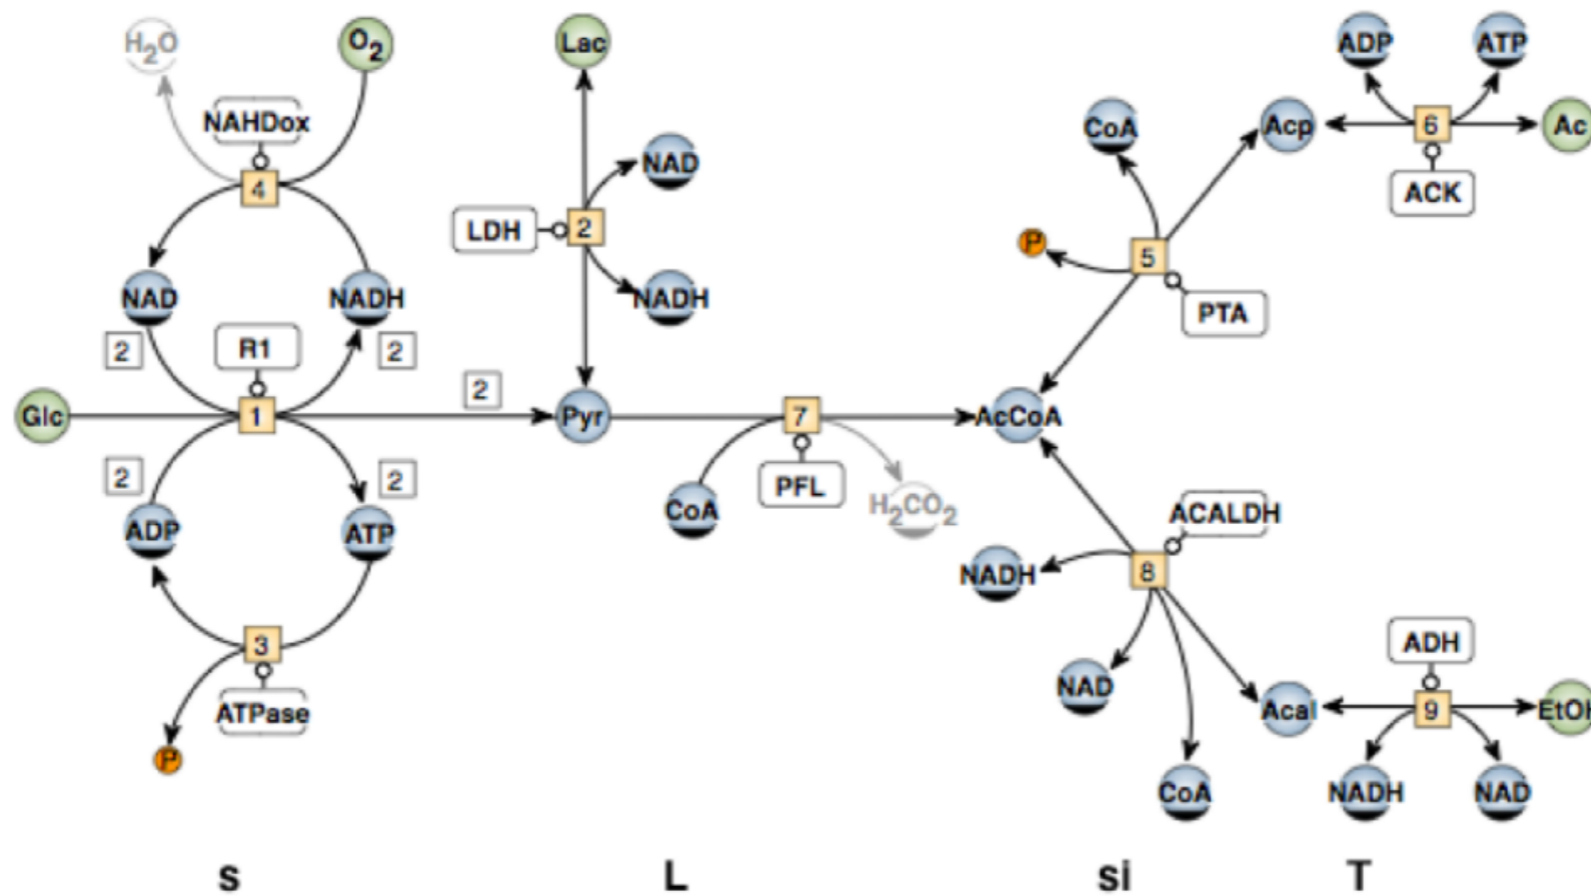 H2O
O2
Lac
ADP
ATP
NAHDox
CoA
Acp
6
Ac
NAD
4
ACK
LDH
2
P
5
NAD
NADH
NADH
PTA
2
R1
2
2
Glc
1
Pyr
7
AcCoA
2
2
PFL
CoA
H2CO2
ACALDH
ADP
ATP
NADH
8
3
ADH
NAD
Acal
9
EtOH
ATPase
P
CoA
NADH
NAD
s
L
si
T